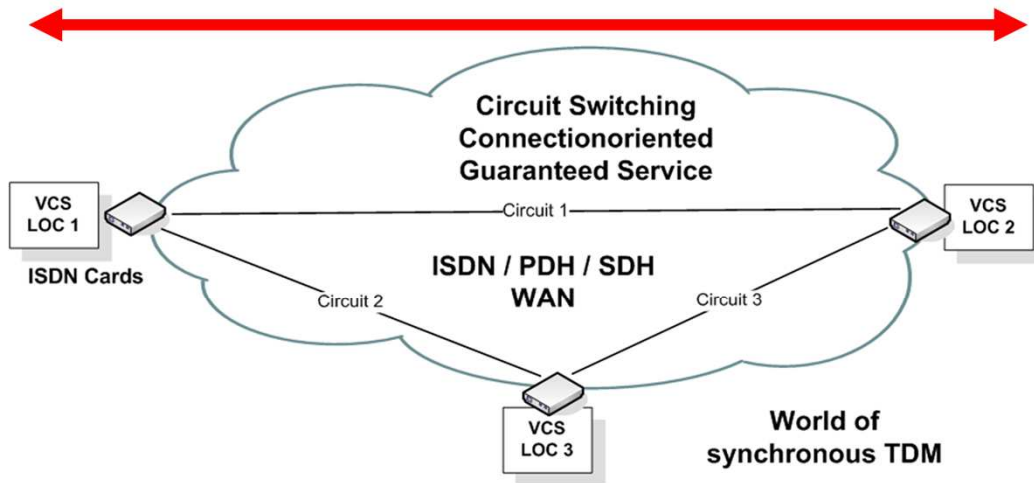 Circuit Switching
Connectionoriented
Guaranteed Service
VCS
LOC 1
Circuit 1
VCS
LOC 2
ISDN Cards
ISDN / PDH / SDH
WAN
Circuit 2
Circuit 3
VCS
LOC 3
World of
synchronous TDM